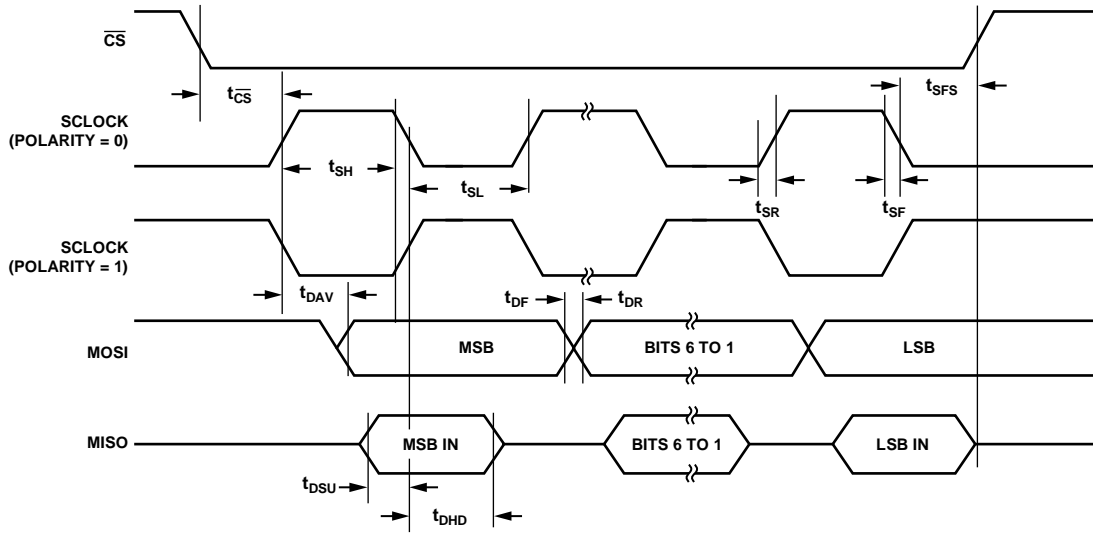 CS
tCS
tSFS
SCLOCK
(POLARITY = 0)
tSH
tSL
tSR
tSF
SCLOCK
(POLARITY = 1)
tDAV
tDF
tDR
MOSI
MSB
BITS 6 TO 1
LSB
MISO
MSB IN
BITS 6 TO 1
LSB IN
tDSU
tDHD